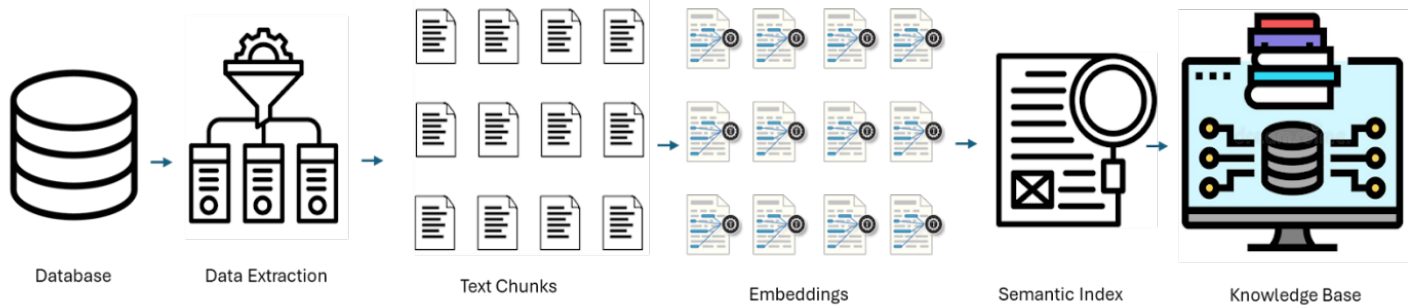 Database
Data Extraction
Text Chunks
Embeddings
Semantic Index
Knowledge Base